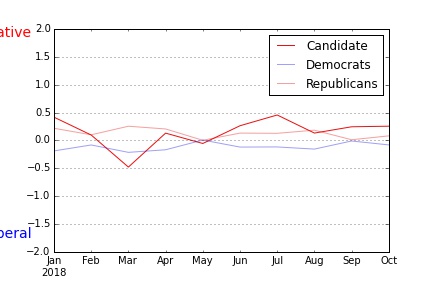 ative
2.0
1.5
1.0
0.5
0.0
−0.5
−1.0
−1.5
−2.0
beral
Candidate
Democrats
Republicans
Jan Feb Mar Apr May Jun Jul Aug Sep Oct
2018